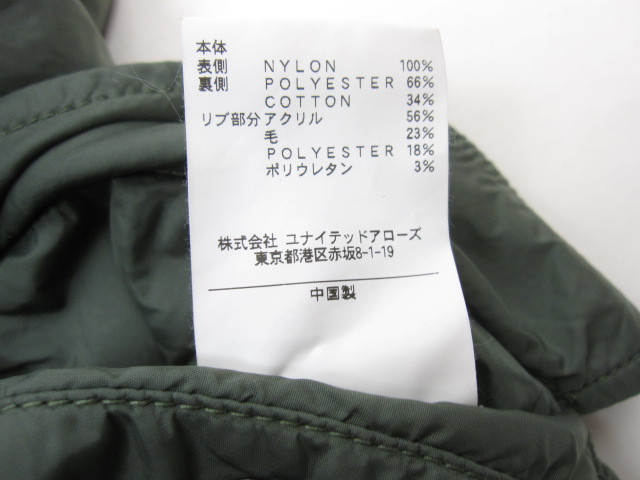 本体
表側 NYLON 100%
裏側 POLYESTER 66%
COTTON 34%
リブ部分 アクリル 56%
毛 23%
POLYESTER 18%
ポリウレタン 3%
株式会社 ユナイテッドアローズ
東京都港区赤坂8-1-19
中国製